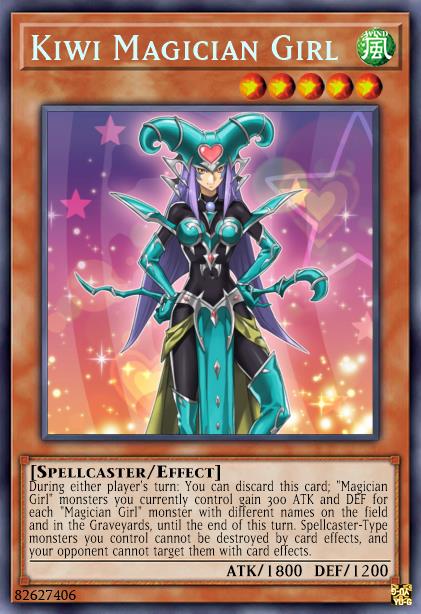 Kiwi Magician Girl
WIND
風
[Spellcaster/Effect]
During either player's turn: You can discard this card; "Magician
Girl" monsters you currently control gain 300 ATK and DEF for
each "Magician Girl" monster with different names on the field
and in the Graveyards, until the end of this turn. Spellcaster-Type
monsters you control cannot be destroyed by card effects, and
your opponent cannot target them with card effects.
ATK/1800 DEF/1200
82627406